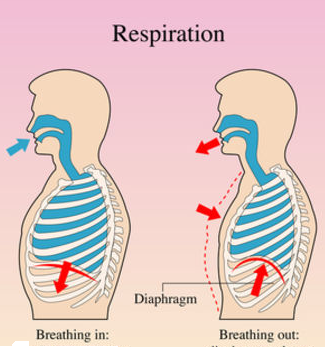 Respiration
Diaphragm
Breathing in:
Breathing out: